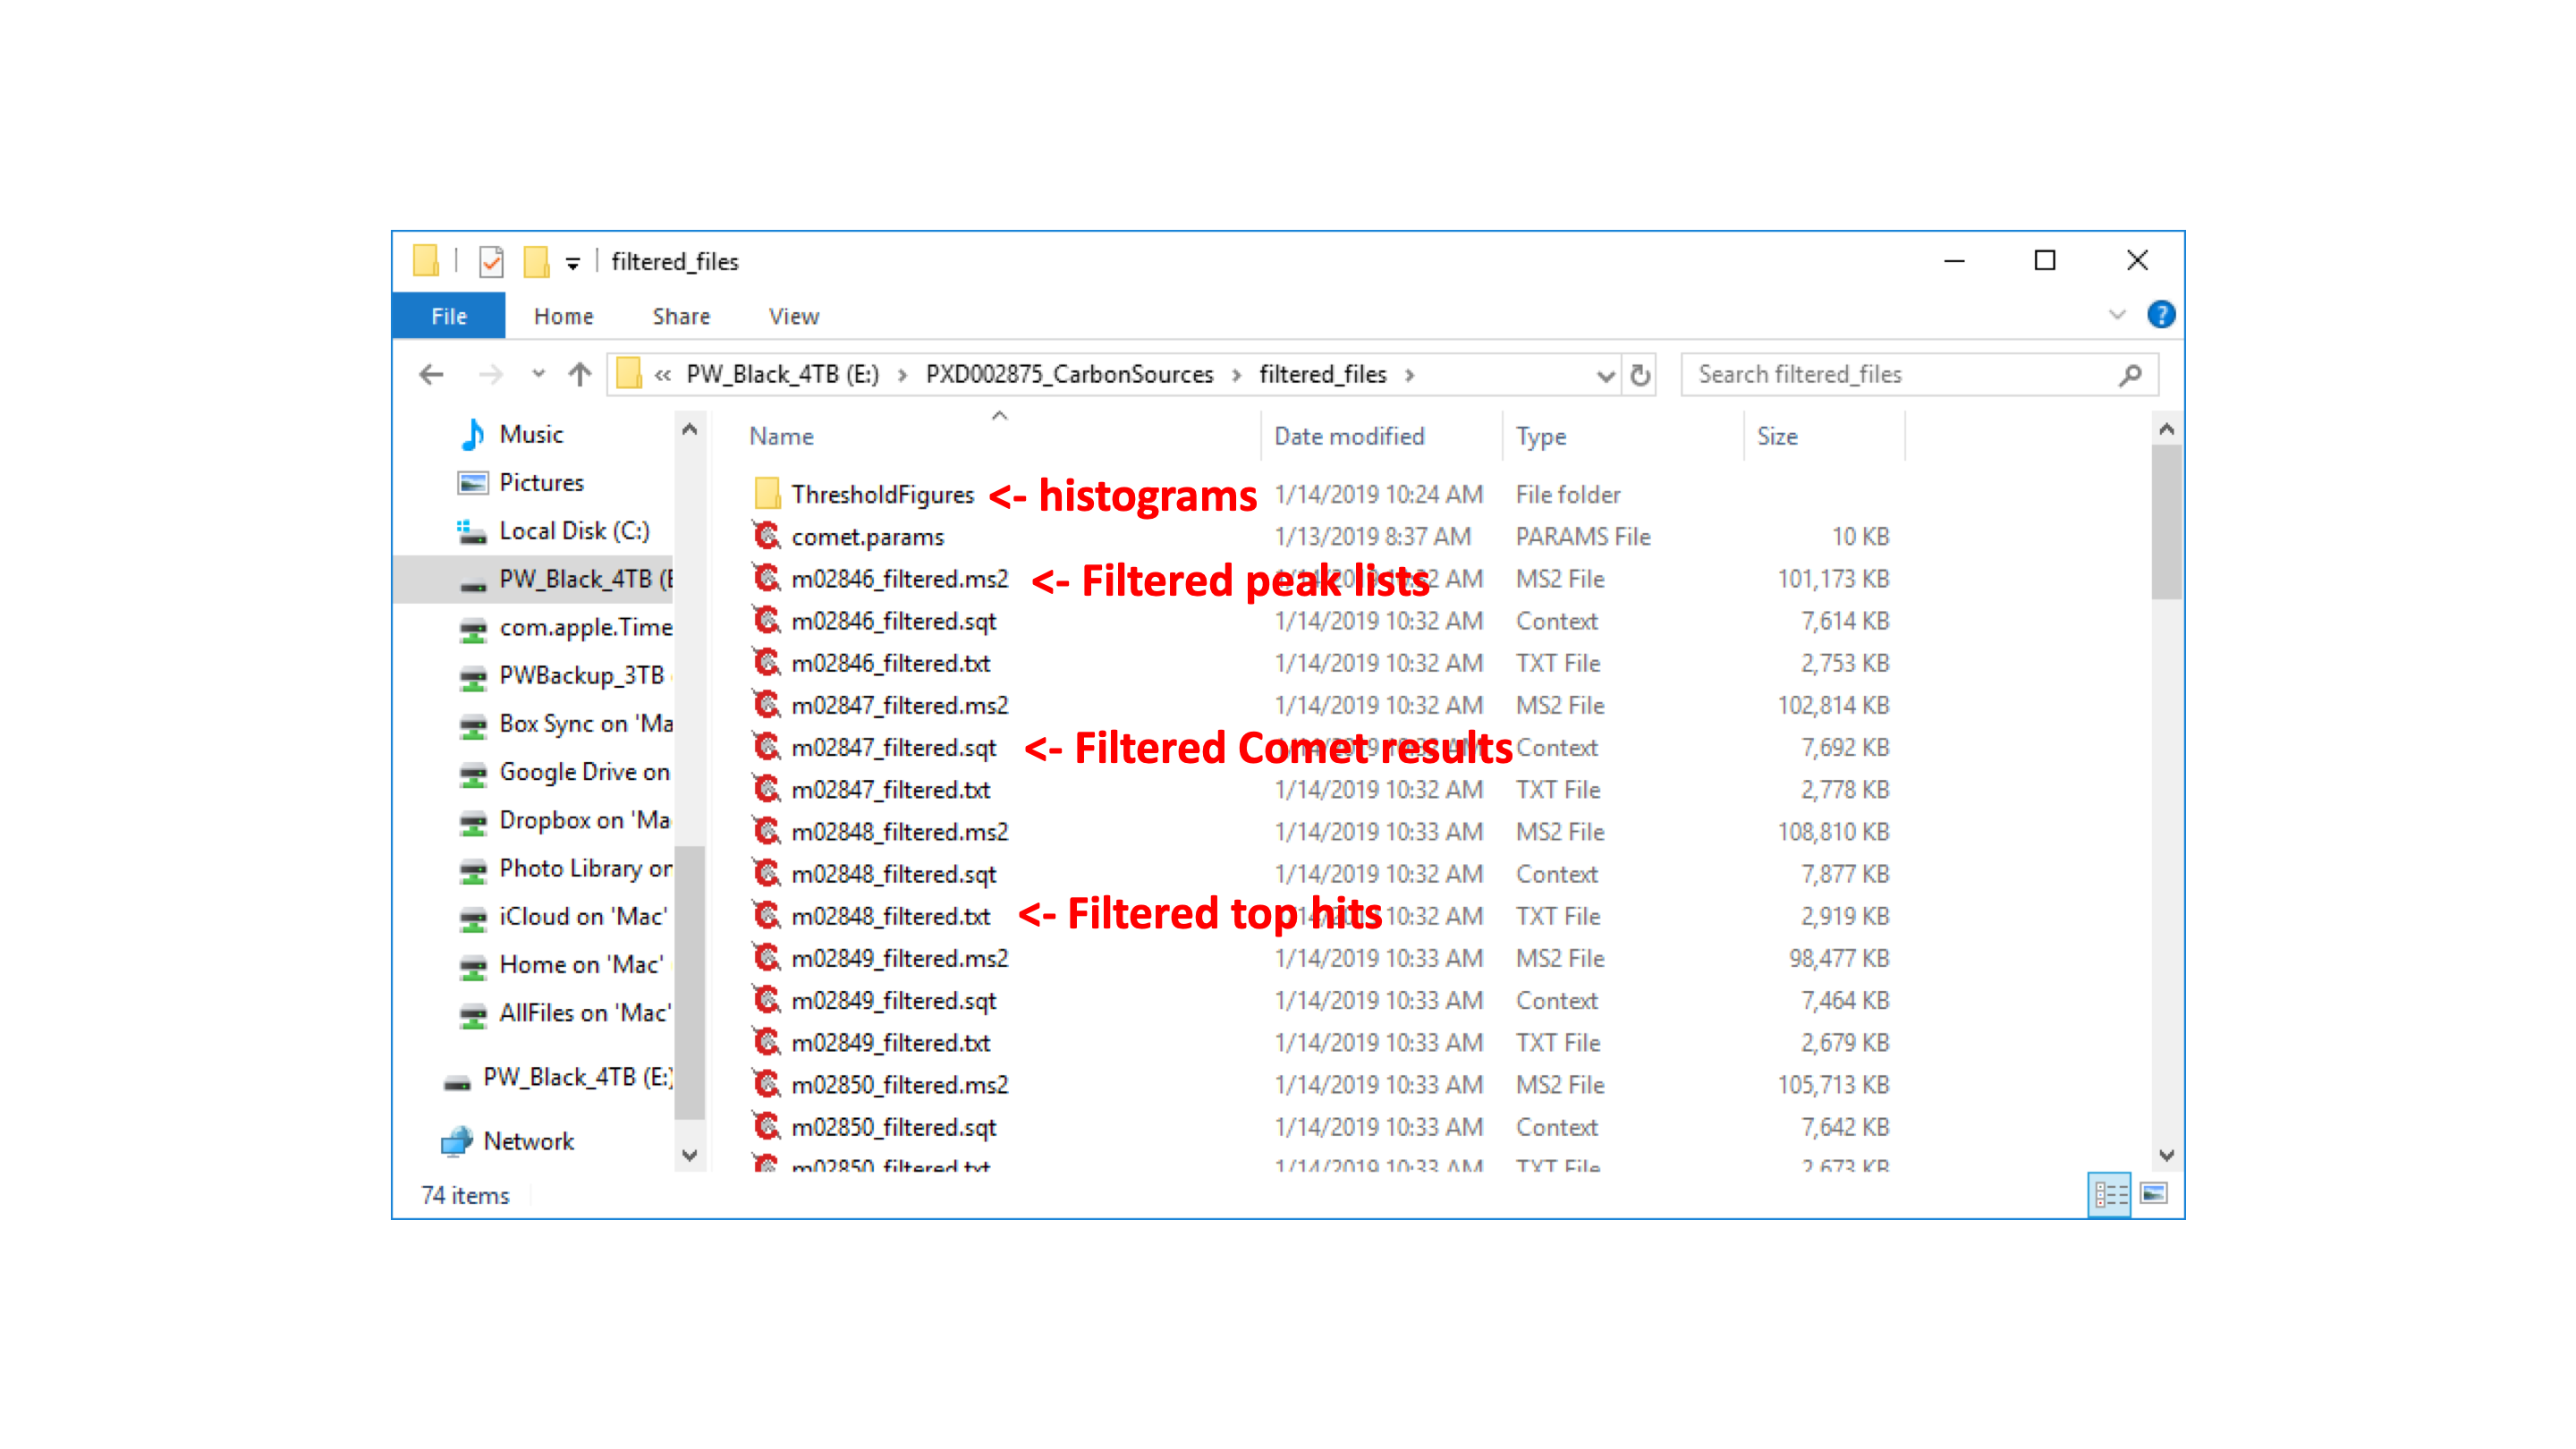 filtered_files
File Home Share View
« PW_Black_4TB (E:) › PXD002875_CarbonSources › filtered_files ›
Search filtered_files
Music
Pictures
Local Disk (C:)
PW_Black_4TB (E
com.apple.Time
PWBackup_3TB
Box Sync on 'Ma
Google Drive on
Dropbox on 'Ma
Photo Library or
iCloud on 'Mac'
Home on 'Mac'
AllFiles on 'Mac'
PW_Black_4TB (E:)
Network
Name Date modified Type Size
ThresholdFigures <- histograms 1/14/2019 10:24 AM File folder
comet.params 1/13/2019 8:37 AM PARAMS File 10 KB
m02846_filtered.ms2 <- Filtered peak lists AM MS2 File 101,173 KB
m02846_filtered.sqt 1/14/2019 10:32 AM Context 7,614 KB
m02846_filtered.txt 1/14/2019 10:32 AM TXT File 2,753 KB
m02847_filtered.ms2 1/14/2019 10:32 AM MS2 File 102,814 KB
m02847_filtered.sqt <- Filtered Comet results Context 7,692 KB
m02847_filtered.txt 1/14/2019 10:32 AM TXT File 2,778 KB
m02848_filtered.ms2 1/14/2019 10:33 AM MS2 File 108,810 KB
m02848_filtered.sqt 1/14/2019 10:32 AM Context 7,877 KB
m02848_filtered.txt <- Filtered top hits 10:32 AM TXT File 2,919 KB
m02849_filtered.ms2 1/14/2019 10:33 AM MS2 File 98,477 KB
m02849_filtered.sqt 1/14/2019 10:33 AM Context 7,464 KB
m02849_filtered.txt 1/14/2019 10:33 AM TXT File 2,679 KB
m02850_filtered.ms2 1/14/2019 10:33 AM MS2 File 105,713 KB
m02850_filtered.sqt 1/14/2019 10:33 AM Context 7,642 KB
m02850_filtered.txt 1/14/2019 10:33 AM TXT File 2,673 KB
74 items